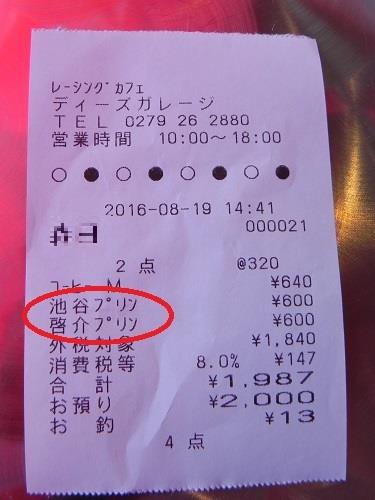 ﾚｰｼﾝｸﾞｶﾌｪ
ディーズガレージ
ＴＥＬ 0279 26 2880
営業時間 10:00～18:00
○ ● ○ ● ○ ● ○ ●
2016-08-19 14:41
000021
2 点 @320
ｺｰﾋｰ M ¥640
池谷ﾌﾟﾘﾝ ¥600
啓介ﾌﾟﾘﾝ ¥600
外税対象 ¥1,840
消費税等 8.0% ¥147
合 計 ¥1,987
お預り ¥2,000
お 釣 ¥13
4 点